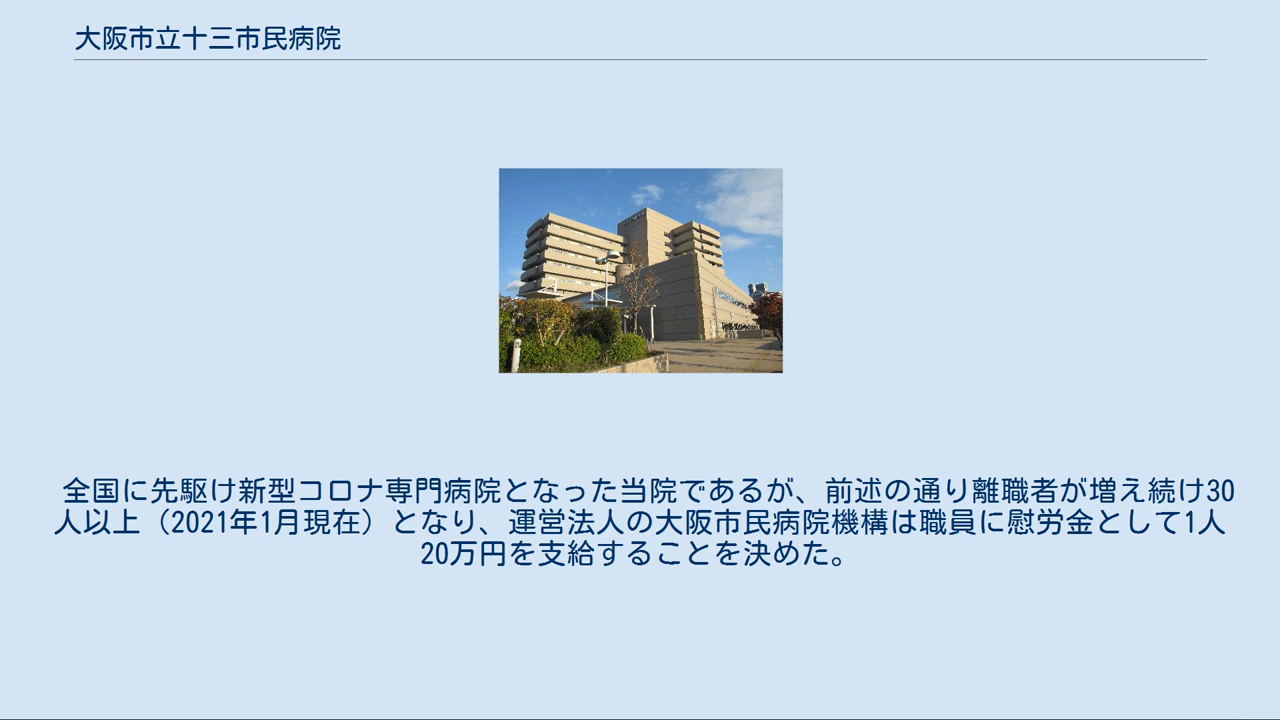 大阪市立十三市民病院
全国に先駆け新型コロナ専門病院となった当院であるが、前述の通り離職者が増え続け30
人以上（2021年1月現在）となり、運営法人の大阪市民病院機構は職員に慰労金として1人
20万円を支給することを決めた。